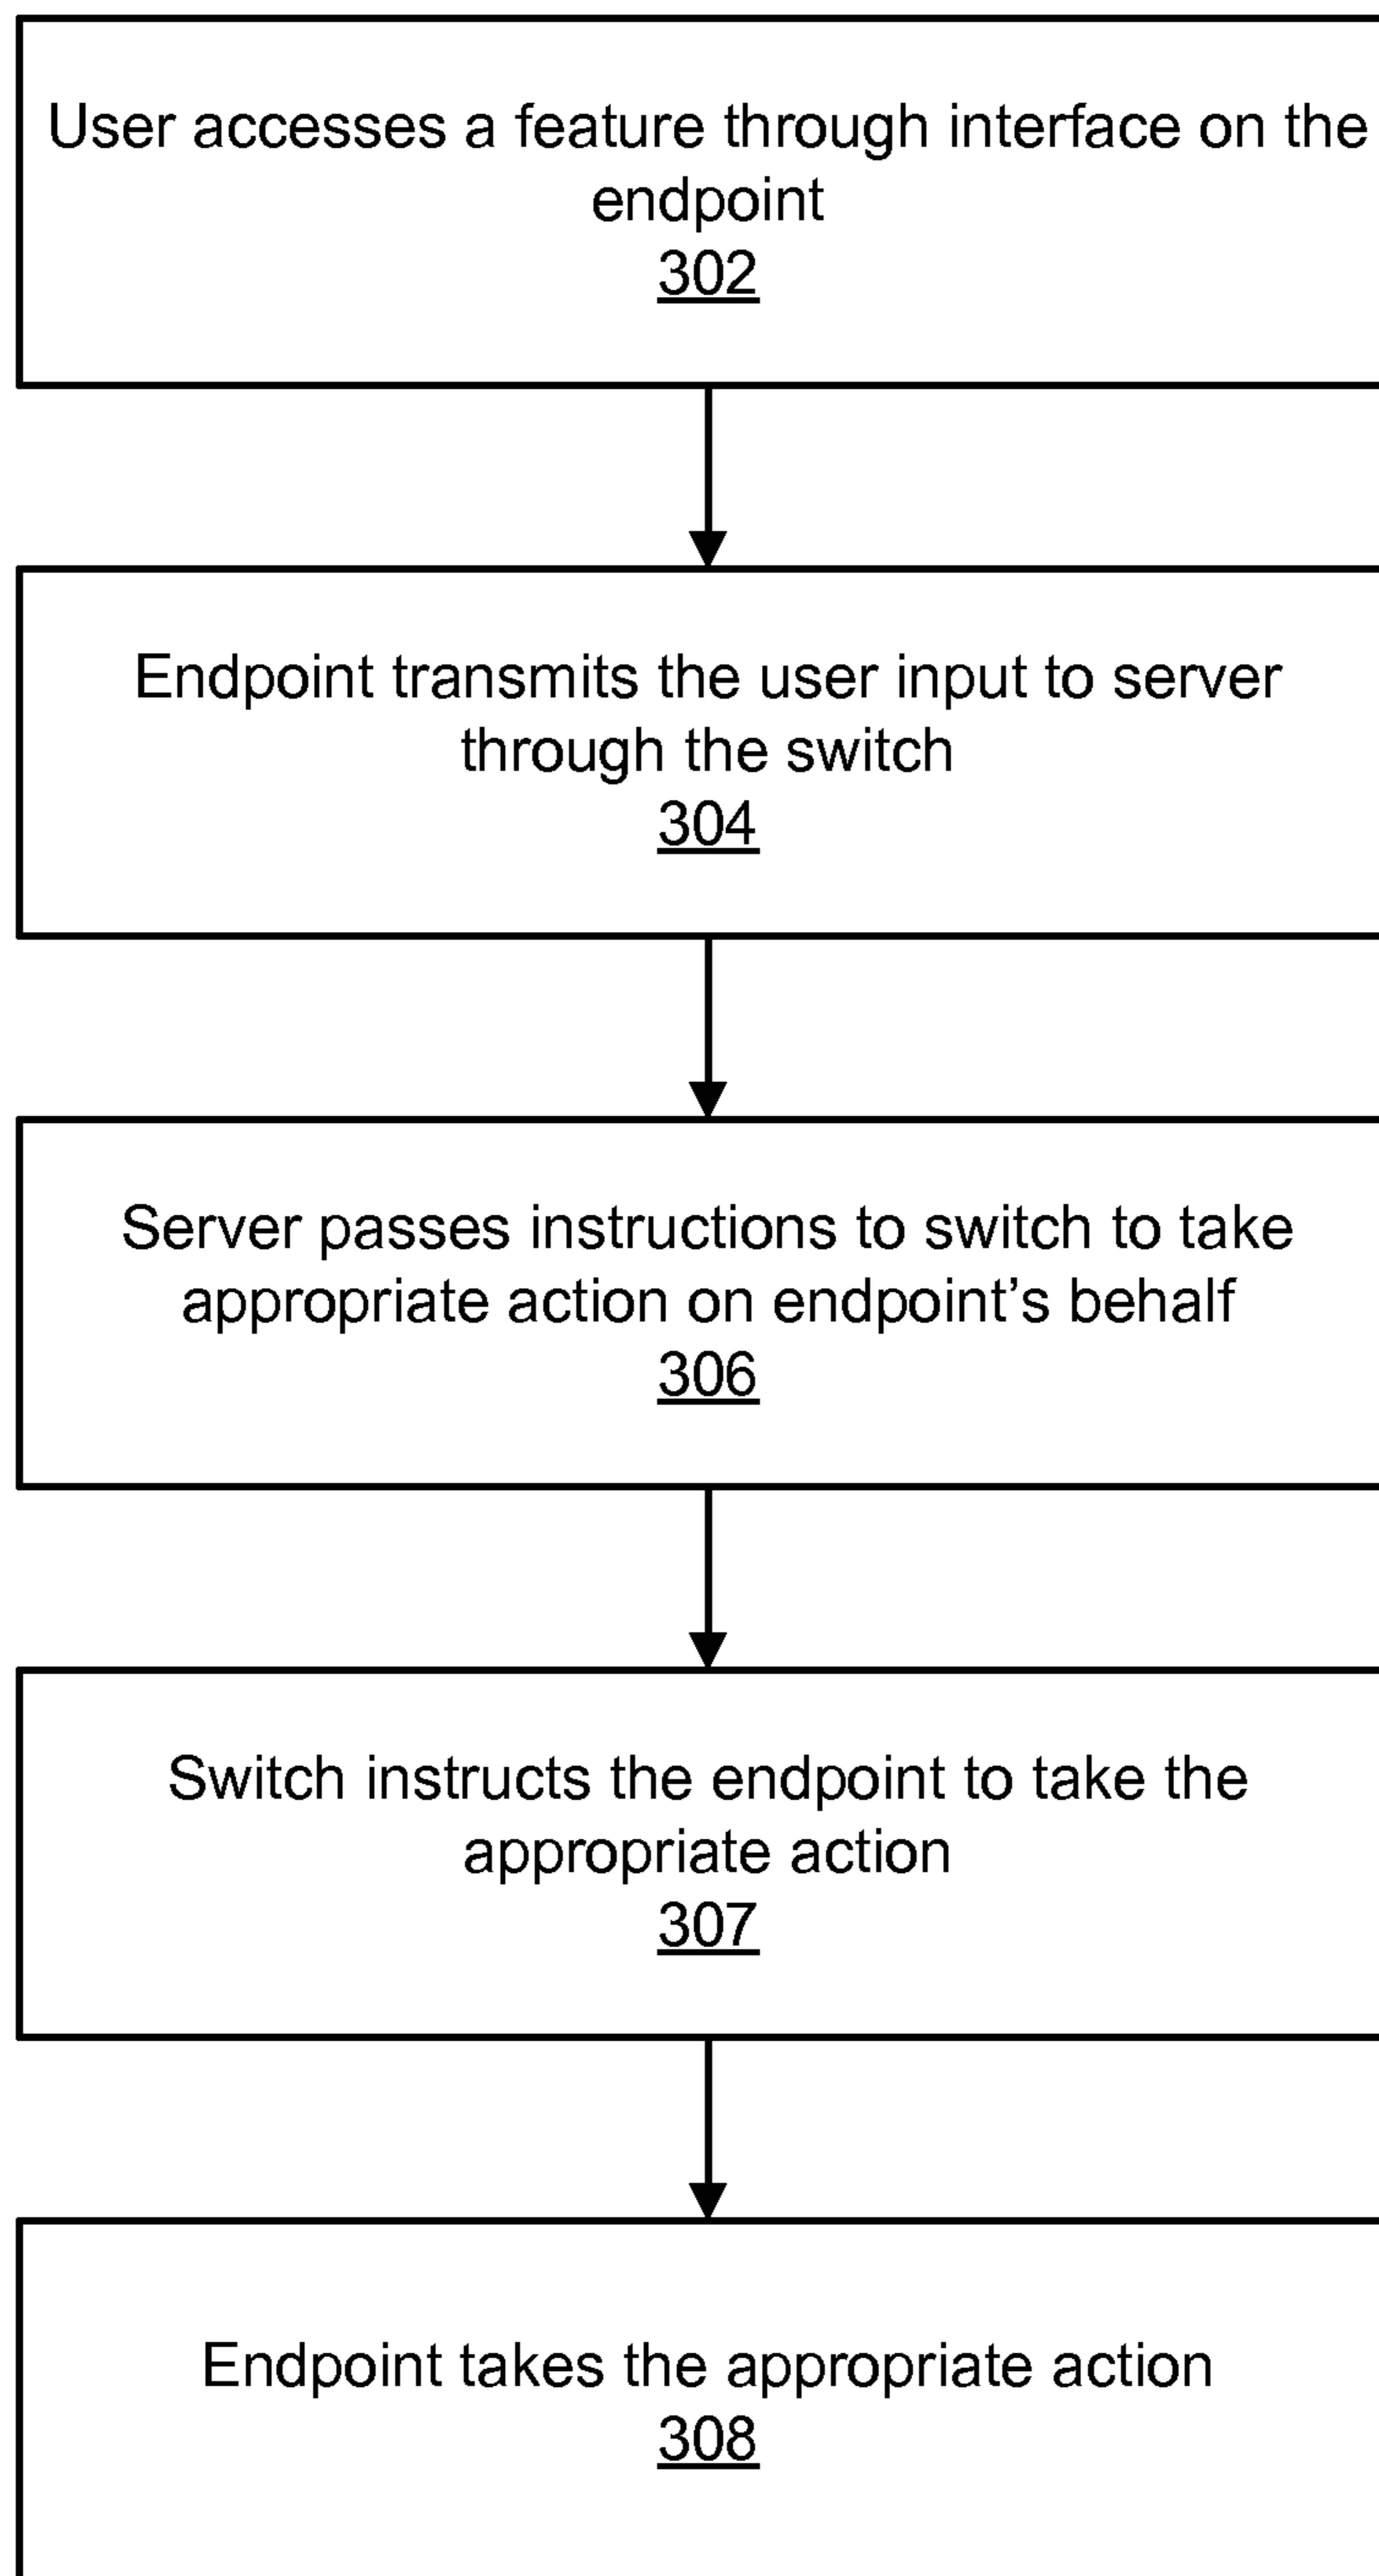 User accesses a feature through interface on the
endpoint
302
Endpoint transmits the user input to server
through the switch
304
Server passes instructions to switch to take
appropriate action on endpoint’s behalf
306
Switch instructs the endpoint to take the
appropriate action
307
Endpoint takes the appropriate action
308